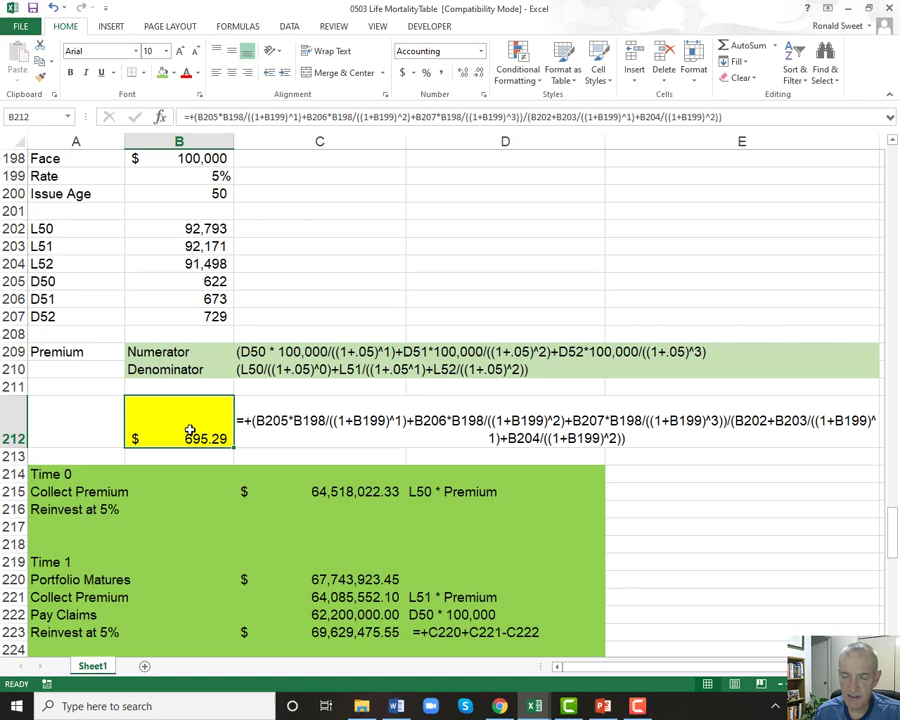 0503 Life MortalityTable [Compatibility Mode] - Excel
FILE HOME INSERT PAGE LAYOUT FORMULAS DATA REVIEW VIEW DEVELOPER Ronald Sweet
Paste Arial 10 A A Wrap Text Accounting Conditional Formatting Format as Table Cell Styles Insert Delete Format AutoSum Fill Clear Sort & Filter Find & Select
B I U A Merge & Center $ % ,
Clipboard Font Alignment Number Styles Cells Editing
B212 fx =+(B205*B198/((1+B199)^1)+B206*B198/((1+B199)^2)+B207*B198/((1+B199)^3))/(B202+B203/((1+B199)^1)+B204/((1+B199)^2))
A B C D E
198 Face $ 100,000
199 Rate 5%
200 Issue Age 50
201
202 L50 92,793
203 L51 92,171
204 L52 91,498
205 D50 622
206 D51 673
207 D52 729
208
209 Premium Numerator (D50 * 100,000/((1+.05)^1)+D51*100,000/((1+.05)^2)+D52*100,000/((1+.05)^3)
210 Denominator (L50/((1+.05)^0)+L51/((1+.05^1)+L52/((1+.05)^2))
211
=+(B205*B198/((1+B199)^1)+B206*B198/((1+B199)^2)+B207*B198/((1+B199)^3))/(B202+B203/((1+B199)^
212 $ 695.29 1)+B204/((1+B199)^2))
213
214 Time 0
215 Collect Premium $ 64,518,022.33 L50 * Premium
216 Reinvest at 5%
217
218
219 Time 1
220 Portfolio Matures $ 67,743,923.45
221 Collect Premium 64,085,552.10 L51 * Premium
222 Pay Claims 62,200,000.00 D50 * 100,000
223 Reinvest at 5% $ 69,629,475.55 =+C220+C221-C222
224
Sheet1
READY
Type here to search